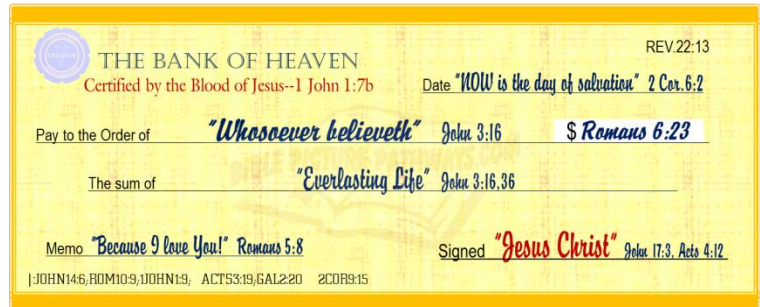 REV.22:13
THE BANK OF HEAVEN
Certified by the Blood of Jesus--1 John 1:7b
Date "NOW is the day of salvation" 2 Cor.6:2
Pay to the Order of "Whosoever believeth" John 3:16 $ Romans 6:23
The sum of "Everlasting Life" John 3:16,36
BIBLE PICTURE PATHWAYS.COM
Memo "Because I love You!" Romans 5:8 Signed "Jesus Christ" John 17:3, Acts 4:12
|:JOHN14:6;ROM10:9;1JOHN1:9; ACTS3:19;GAL2:20 2COR9:15